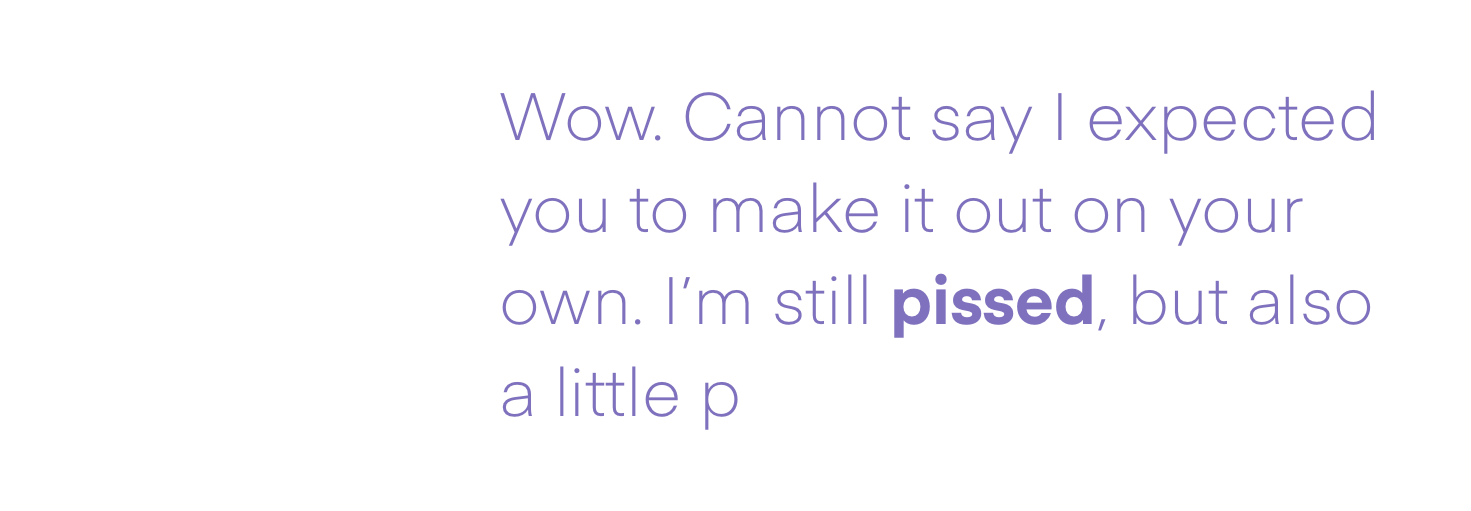 Wow. Cannot say I expected
you to make it out on your
own. I’m still pissed, but also
a little p